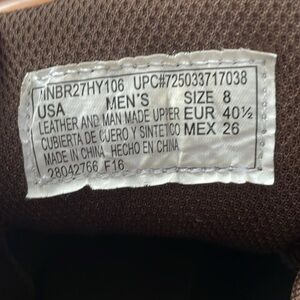 INBR27HY106 UPC#725033717038
USA MEN'S SIZE 8
LEATHER AND MAN MADE UPPER EUR 40½
CUBIERTA DE CUERO Y SINTETCO MEX 26
MADE IN CHINA HECHO EN CHINA
28042766 F16